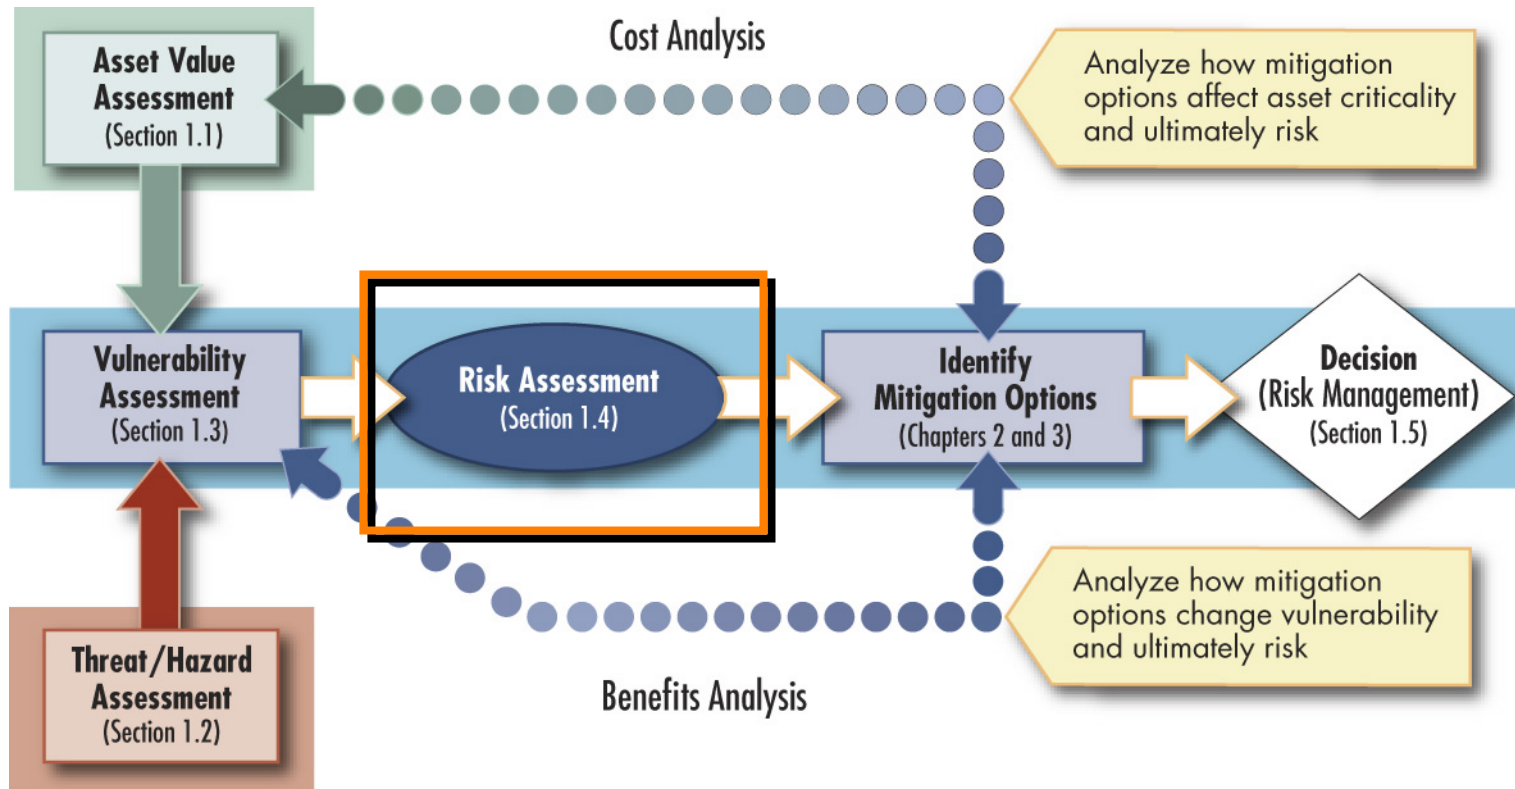 Cost Analysis
Asset Value
Assessment
(Section 1.1)
Analyze how mitigation
options affect asset criticality
and ultimately risk
Vulnerability
Assessment
(Section 1.3)
Risk Assessment
(Section 1.4)
Identify
Mitigation Options
(Chapters 2 and 3)
Decision
(Risk Management)
(Section 1.5)
Threat/Hazard
Assessment
(Section 1.2)
Benefits Analysis
Analyze how mitigation
options change vulnerability
and ultimately risk